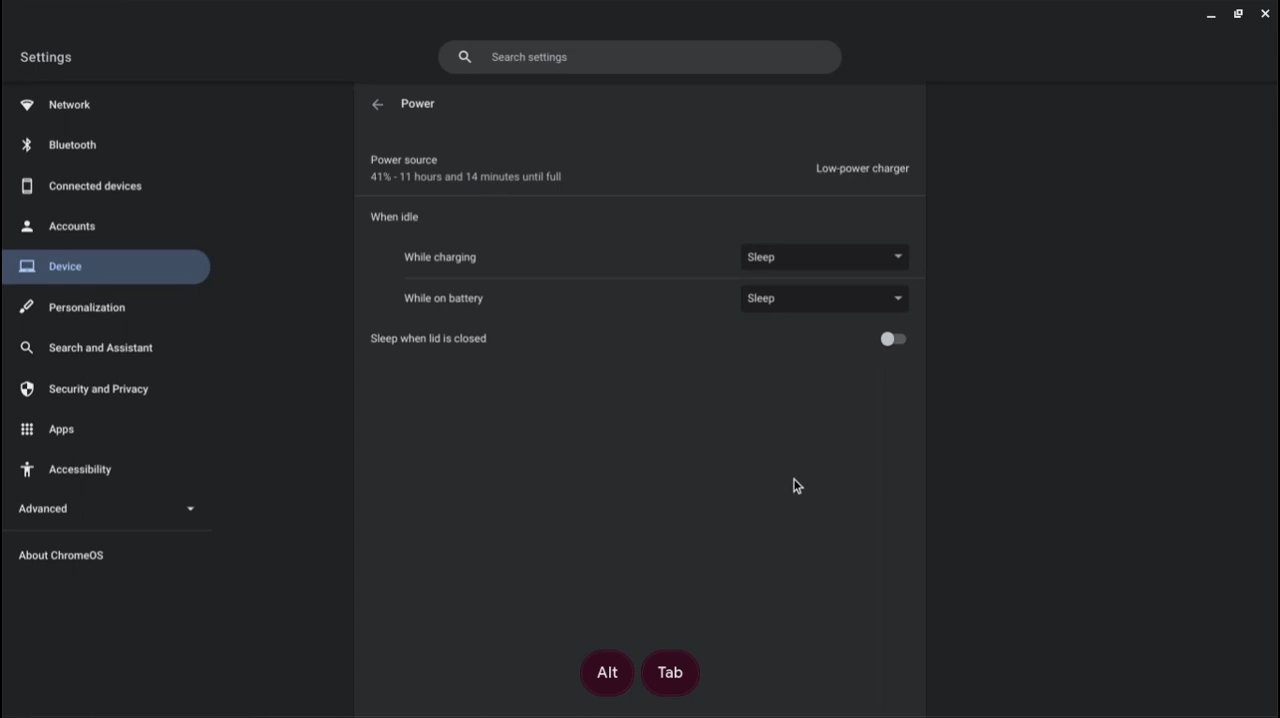 Settings
Search settings
Network
Bluetooth
Connected devices
Accounts
Device
Personalization
Search and Assistant
Security and Privacy
Apps
Accessibility
Advanced
About ChromeOS
Power
Power source
41% - 11 hours and 14 minutes until full
Low-power charger
When idle
While charging
Sleep
While on battery
Sleep
Sleep when lid is closed
Alt
Tab